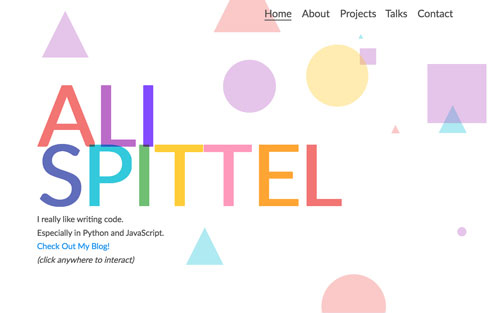 Home About Projects Talks Contact
ALI
SPITTEL
I really like writing code.
Especially in Python and JavaScript.
Check Out My Blog!
(click anywhere to interact)